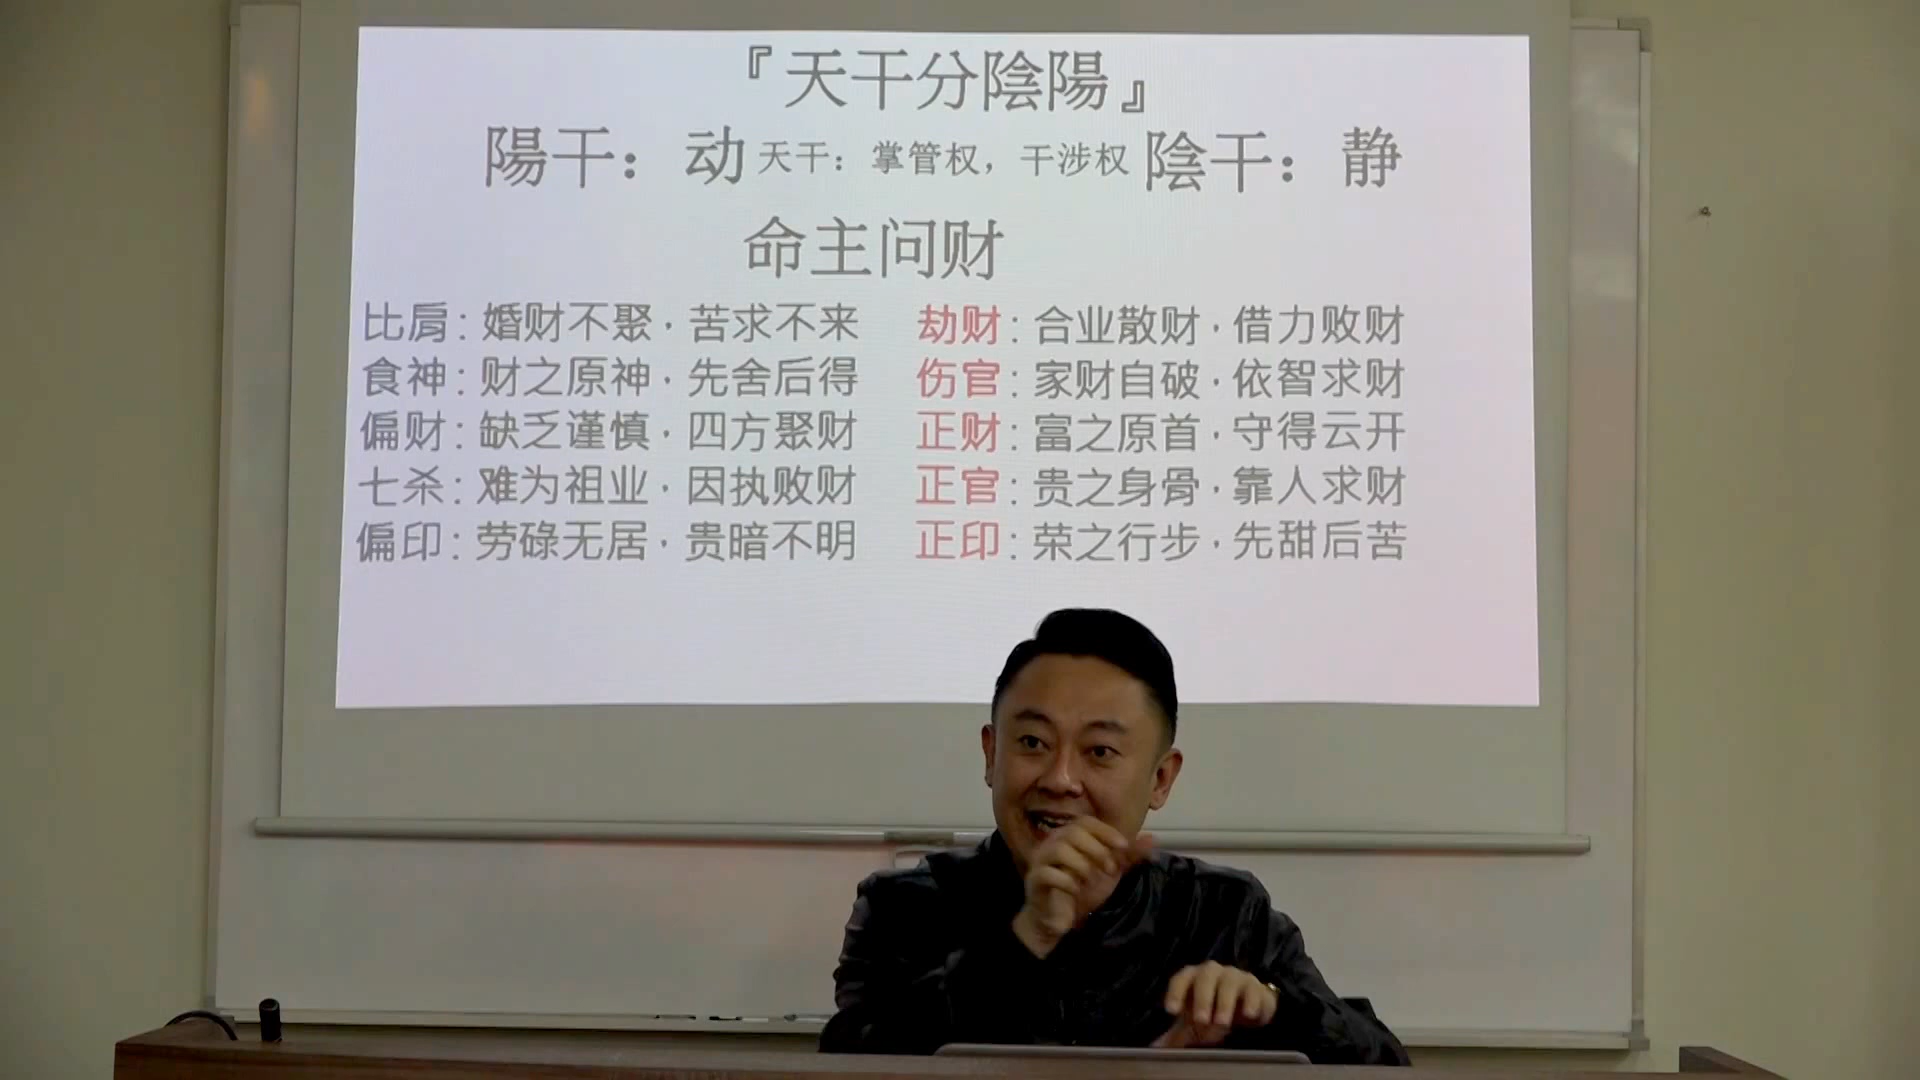 『天干分陰陽』
陽干：动 天干：掌管权，干涉权 陰干：静
命主问财
比肩：婚财不聚·苦求不来 劫财：合业散财·借力败财
食神：财之原神·先舍后得 伤官：家财自破·依智求财
偏财：缺乏谨慎·四方聚财 正财：富之原首·守得云开
七杀：难为祖业·因执败财 正官：贵之身骨·靠人求财
偏印：劳碌无居·贵暗不明 正印：荣之行步·先甜后苦